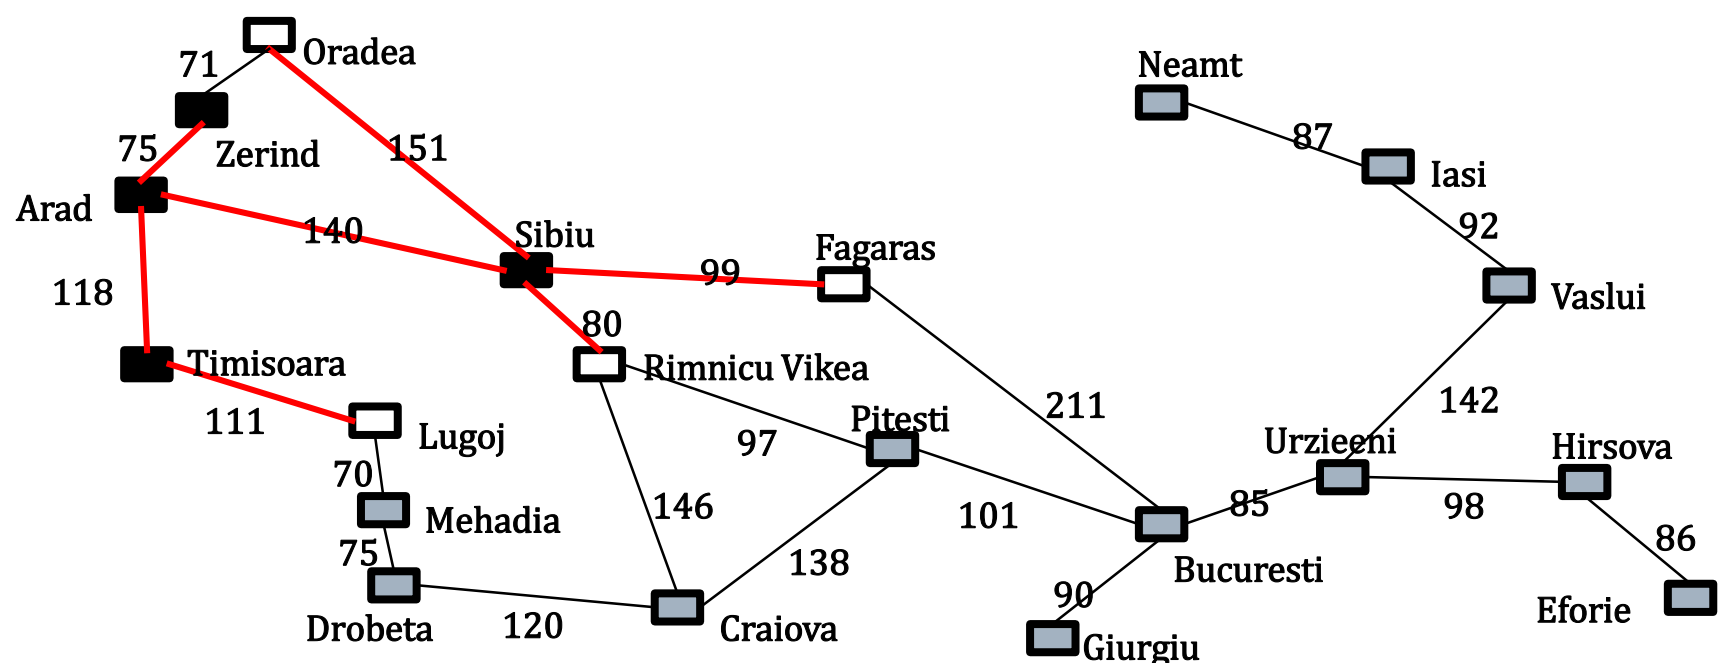 Oradea
Neamt
71
87
75
Zerind
151
Iasi
Arad
140
Sibiu
Fagaras
92
99
118
Vaslui
80
Timisoara
Rimnicu Vikea
111
Lugoj
97
Pitesti
211
142
Urzieeni
Hirsova
70
146
101
85
98
Mehadia
75
138
86
Bucuresti
90
Drobeta
120
Craiova
Eforie
Giurgiu